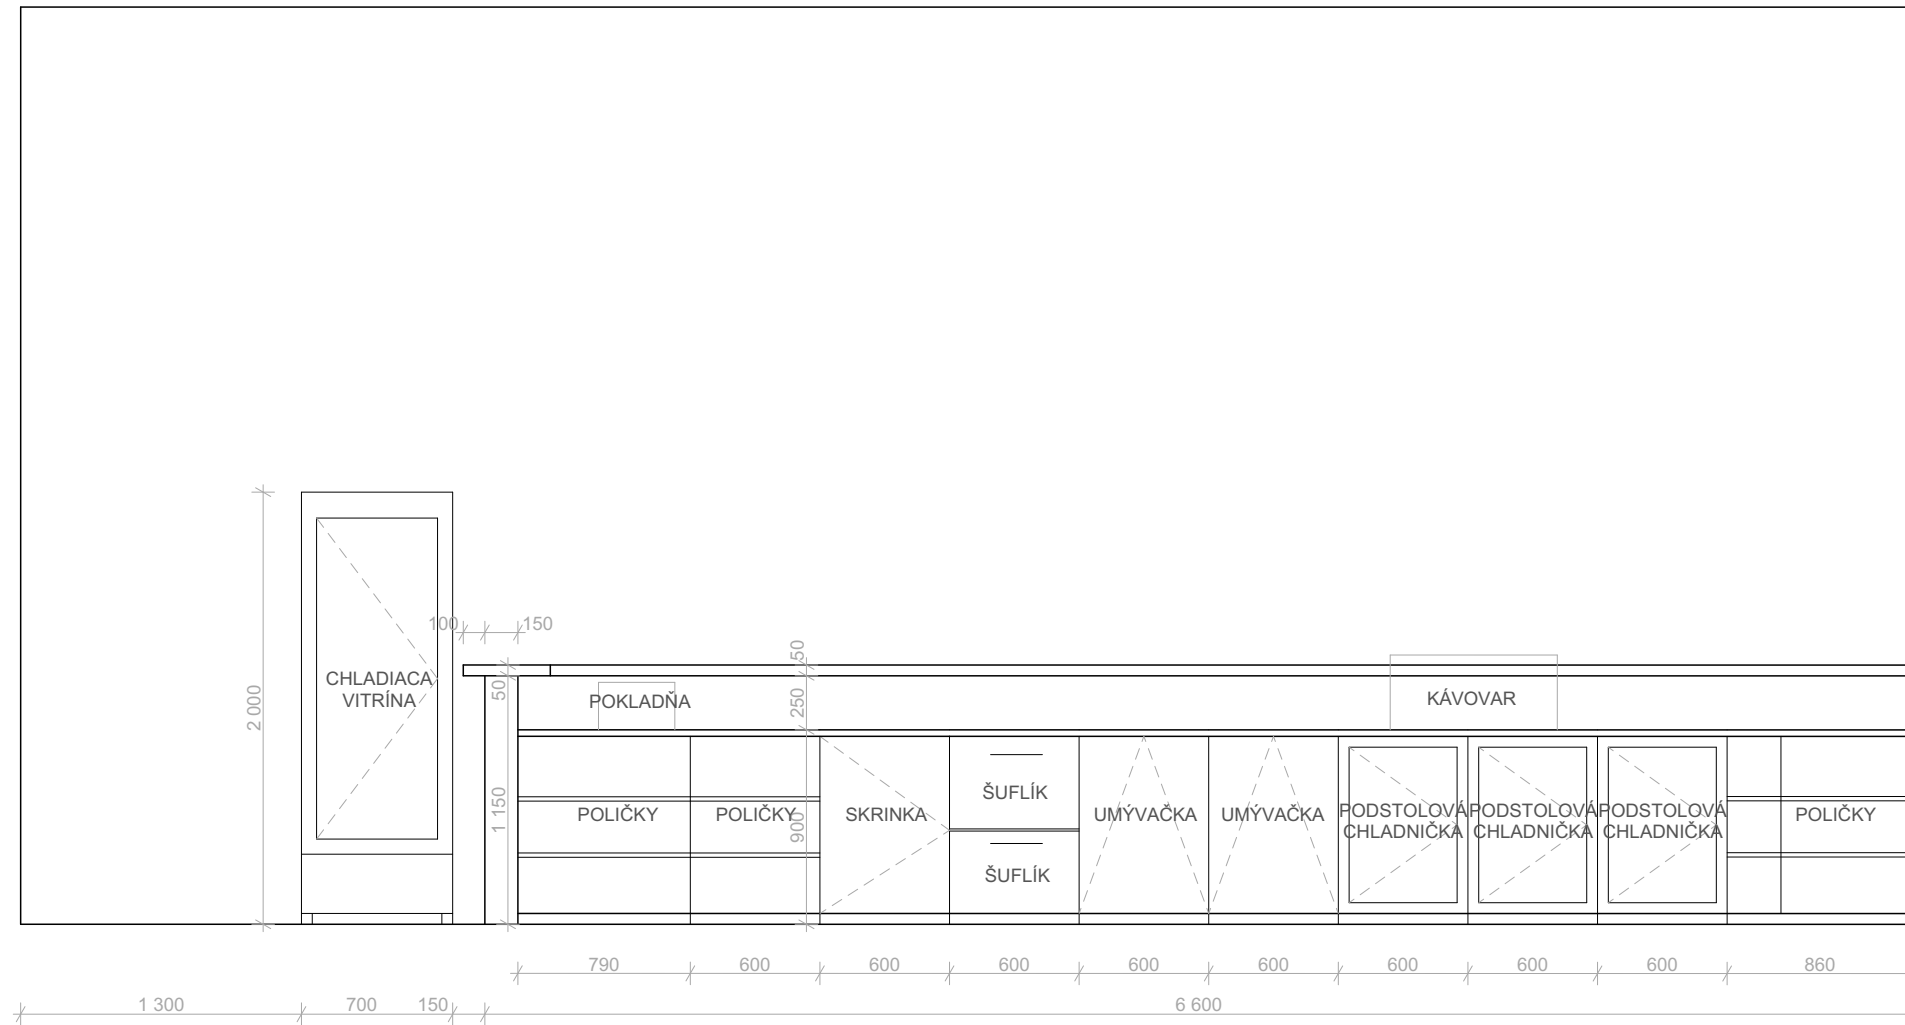 100
150
50
CHLADIACA
VITRÍNA
2 000
50
250
POKLADŇA
KÁVOVAR
1 150
900
POLIČKY
POLIČKY
SKRINKA
ŠUFLÍK
ŠUFLÍK
UMÝVAČKA
UMÝVAČKA
PODSTOLOVÁ
CHLADNIČKA
PODSTOLOVÁ
CHLADNIČKA
PODSTOLOVÁ
CHLADNIČKA
POLIČKY
790
600
600
600
600
600
600
600
600
860
1 300
700
150
6 600